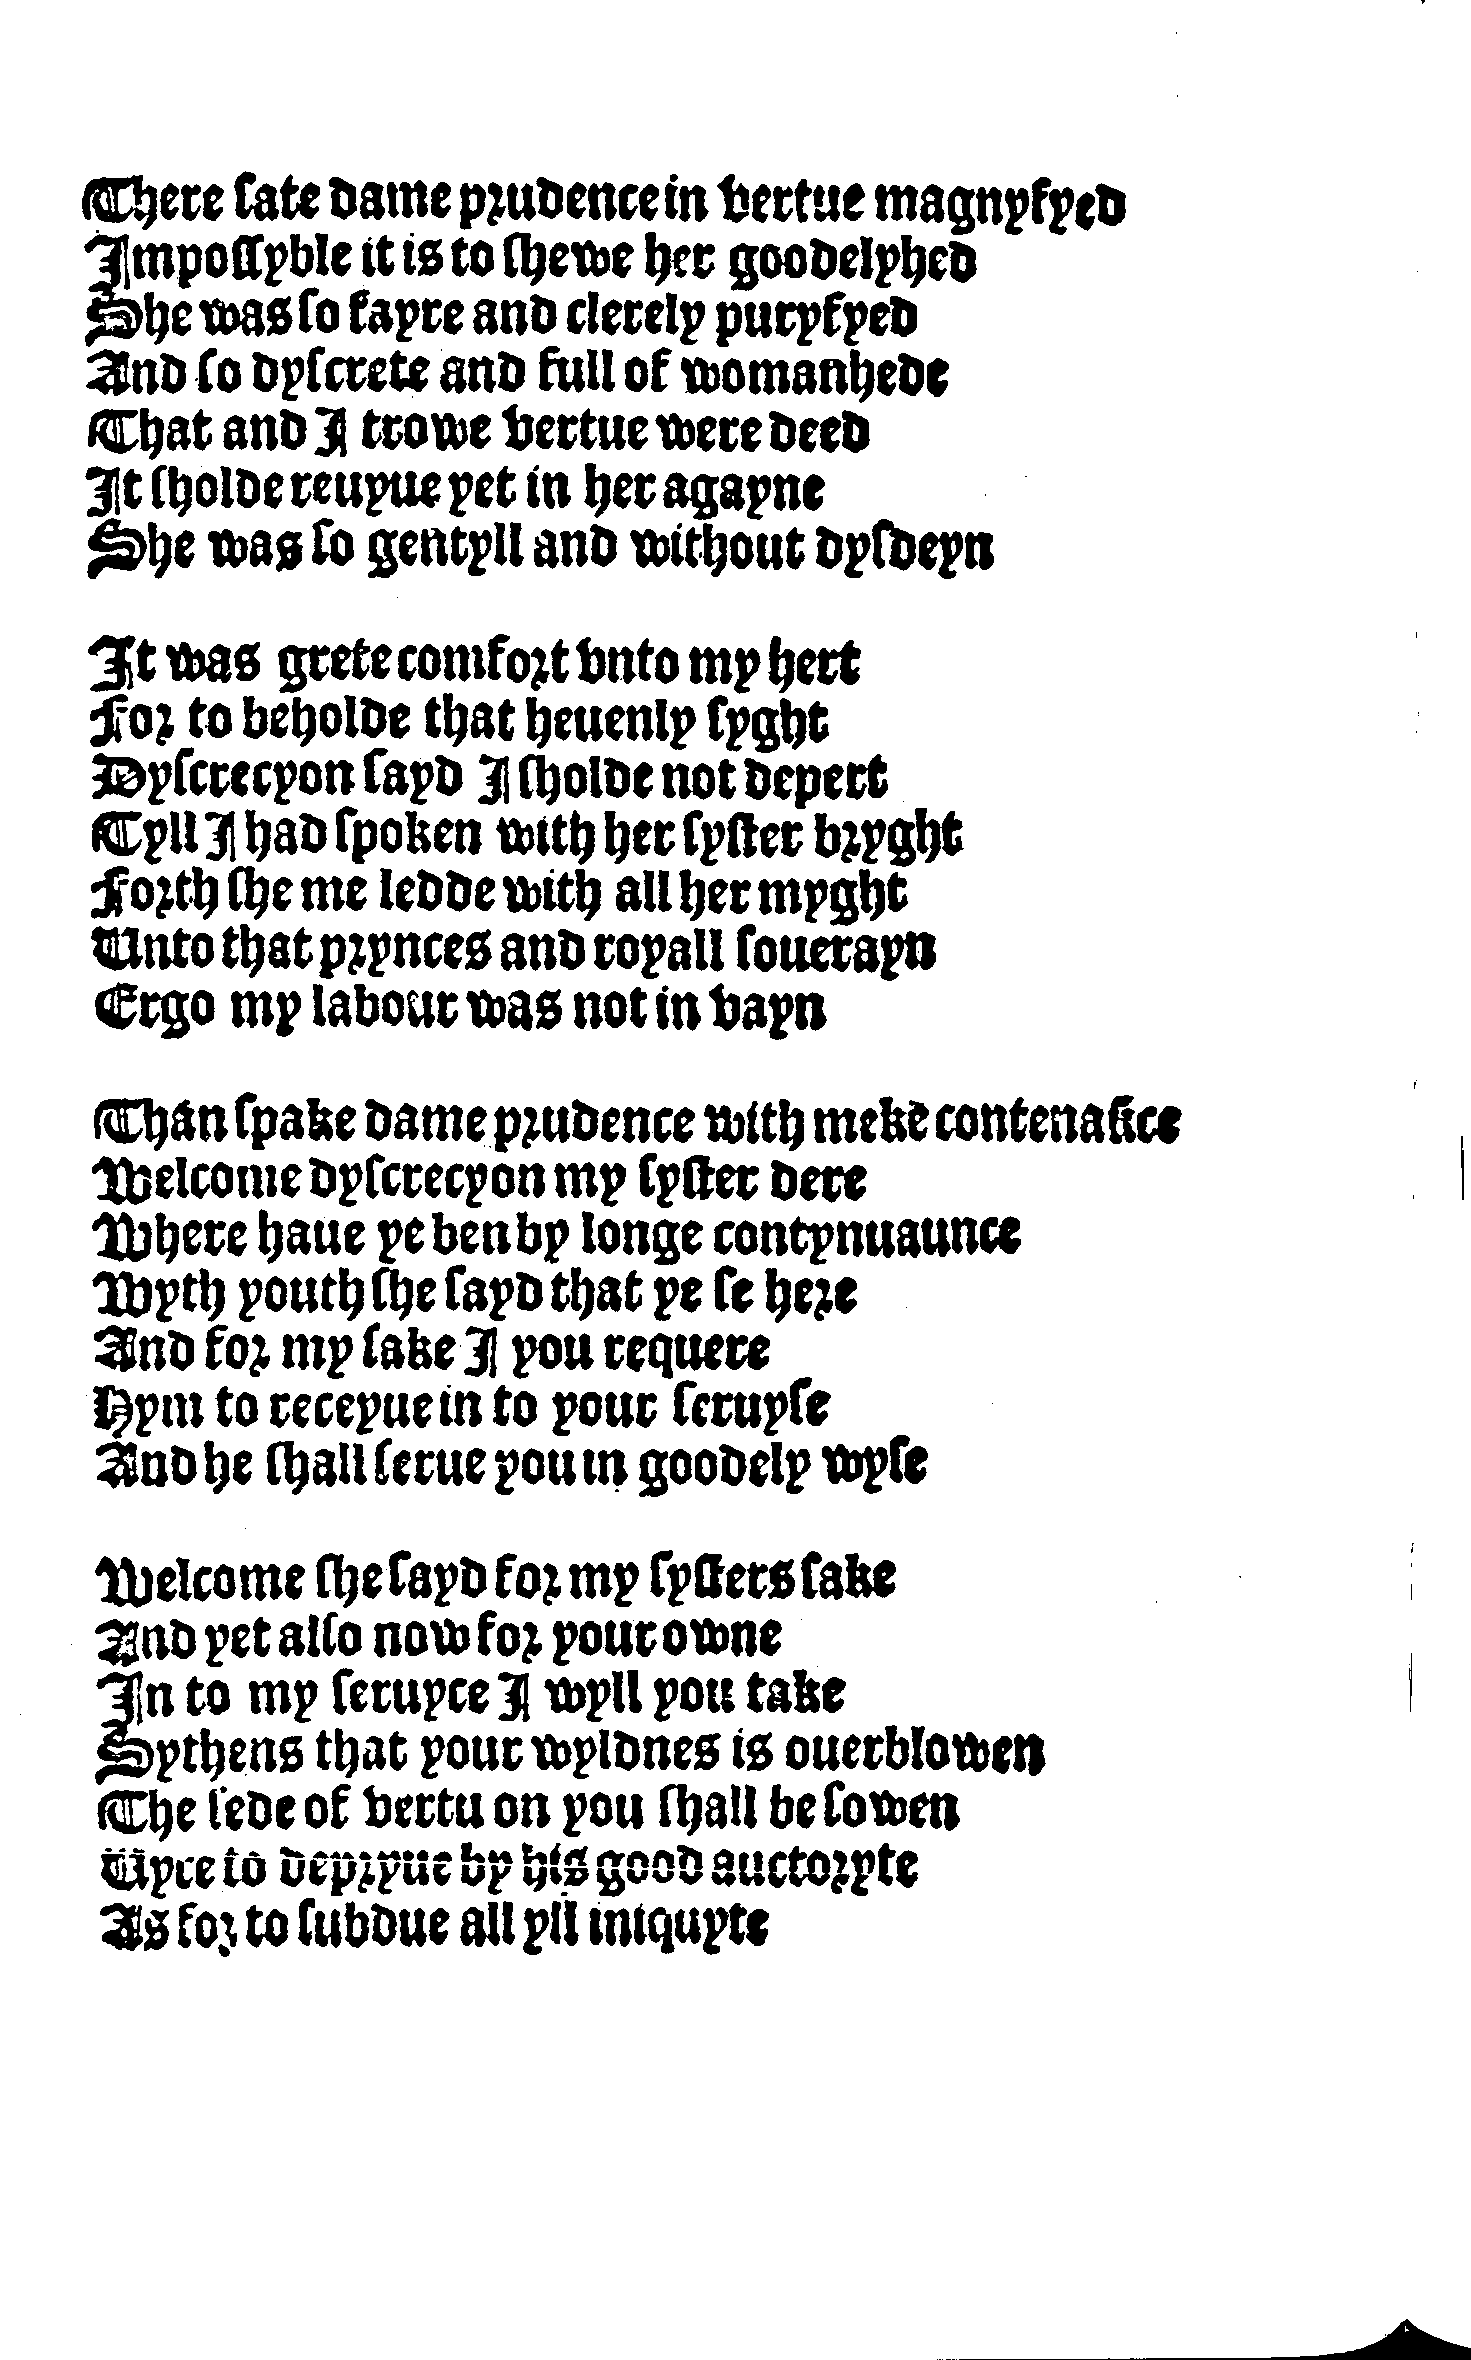 There ſate dame prudence in vertue magnyfyed
Impoſſyble it is to ſhewe her goodelyhed
She was ſo fayre and clerely puryfyed
And ſo dyſcrete and full of womanhede
That and I trowe vertue were deed
It ſholde reuyue yet in her agayne
She was ſo gentyll and without dyſdeyn

It was grete comfort vnto my hert
For to beholde that heuenly ſyght
Dyſcrecyon ſayd I ſholde not depert
Tyll I had ſpoken with her ſyſter bryght
Forth ſhe me ledde with all her myght
Unto that prynces and royall ſouerayn
Ergo my labour was not in vayn

Than ſpake dame prudence with meke contenaũce
Welcome dyſcrecyon my ſyſter dere
Where haue ye ben by longe contynuaunce
Wyth youth ſhe ſayd that ye ſe here
And for my ſake I you requere
Hym to receyue in to your ſeruyſe
And he ſhall ſerue you in goodely wyſe

Welcome ſhe ſayd for my ſyſters ſake
And yet alſo now for your owne
In to my ſeruyce I wyll you take
Sythens that your wyldnes is ouerblowen
The ſede of vertu on you ſhall be ſowen
Uyce to depryue by his good auctoryte
As for to ſubdue all yll iniquyte